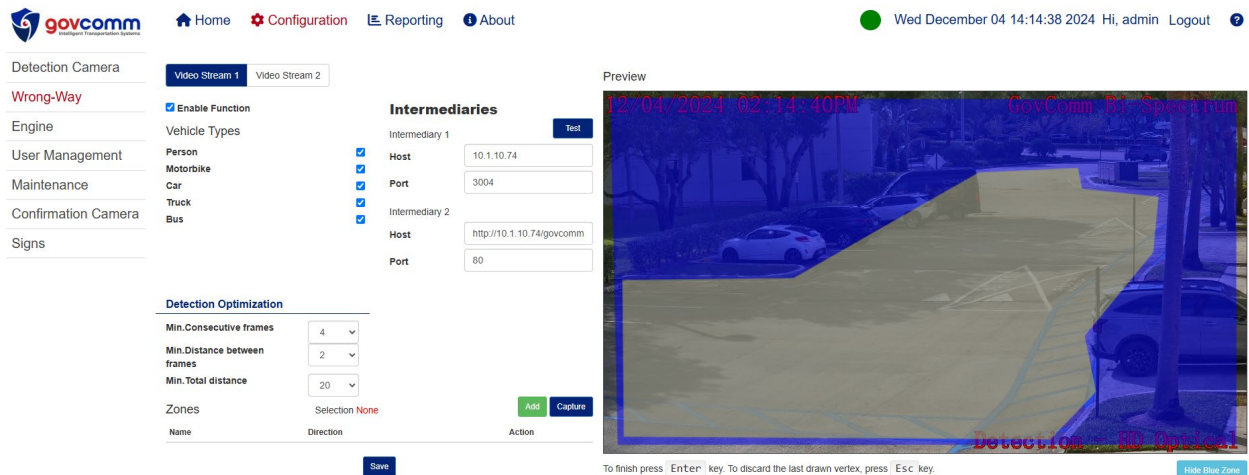 govcomm
Intelligent Transportation Systems
Home Configuration Reporting About
Wed December 04 14:14:38 2024 Hi, admin Logout ?
Detection Camera
Wrong-Way
Engine
User Management
Maintenance
Confirmation Camera
Signs
Video Stream 1 Video Stream 2
Enable Function
Vehicle Types
Person
Motorbike
Car
Truck
Bus
Intermediaries
Intermediary 1 Test
Host 10.1.10.74
Port 3004
Intermediary 2
Host http://10.1.10.74/govcomm
Port 80
Detection Optimization
Min.Consecutive frames 4
Min.Distance between frames 2
Min.Total distance 20
Zones Selection None Add Capture
Name Direction Action
Save
Preview
12/04/2024 02:14:40PM GovComm Bi-Spectrum
Detection - HD Optical
To finish press Enter key. To discard the last drawn vertex, press Esc key.
Hide Blue Zone